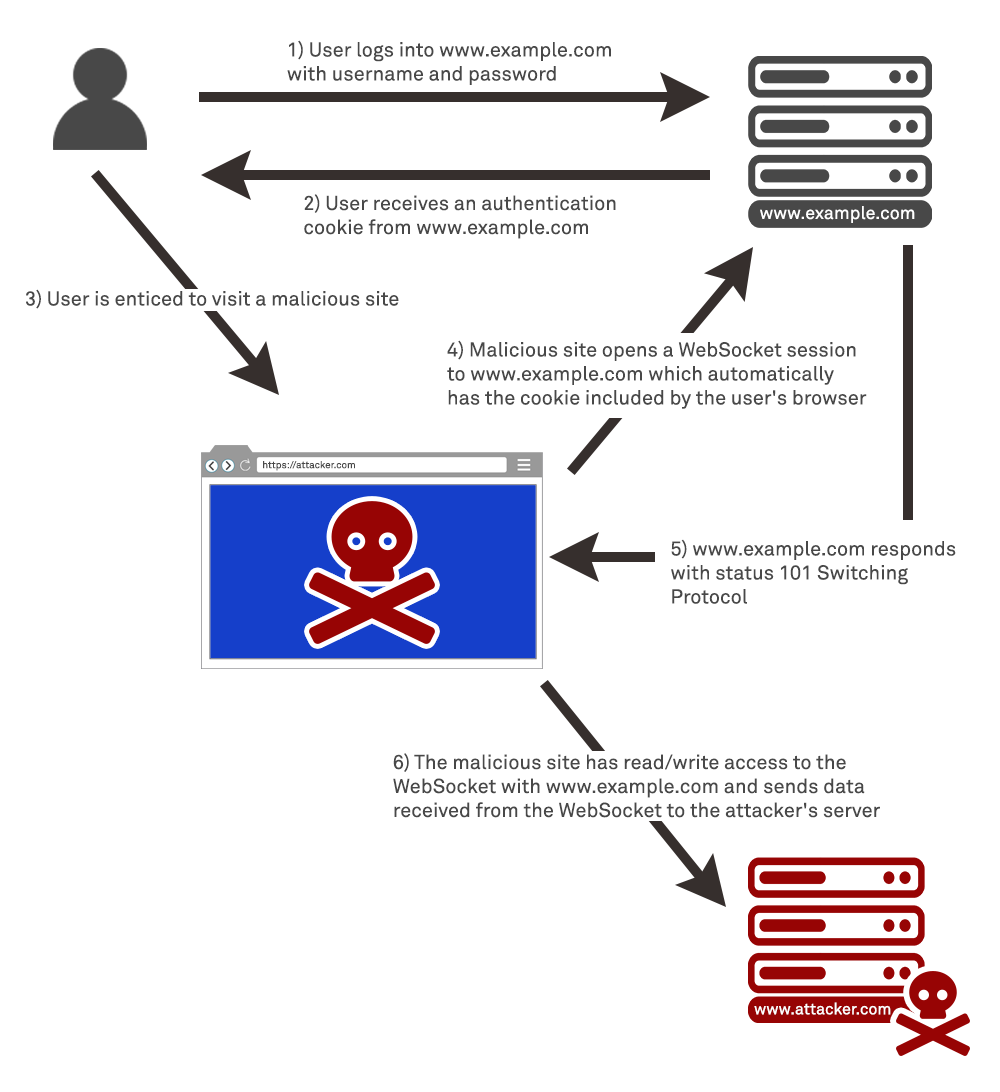 1) User logs into www.example.com
with username and password
www.example.com
2) User receives an authentication
cookie from www.example.com
3) User is enticed to visit a malicious site
4) Malicious site opens a WebSocket session
to www.example.com which automatically
has the cookie included by the user's browser
https://attacker.com
5) www.example.com responds
with status 101 Switching
Protocol
6) The malicious site has read/write access to the
WebSocket with www.example.com and sends data
received from the WebSocket to the attacker's server
www.attacker.com